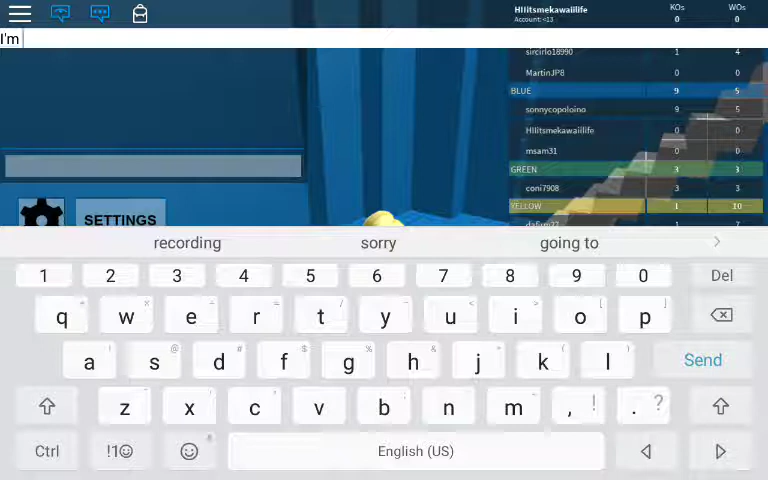 HIIitsmekawaiilife KOs WOs
Account: <13 0 0
I'm
sircirlo18990 1 4
MartinJP8 0 0
BLUE 9 5
sonnycopoloino 9 5
HIIitsmekawaiilife 0 0
msam31 0 0
GREEN 3 3
coni7908 3 3
YELLOW 1 10
SETTINGS
recording sorry going to
1 2 3 4 5 6 7 8 9 0 Del
q w e r t y u i o p
a s d f g h j k l Send
z x c v b n m , ! . ?
Ctrl !1☺ English (US)